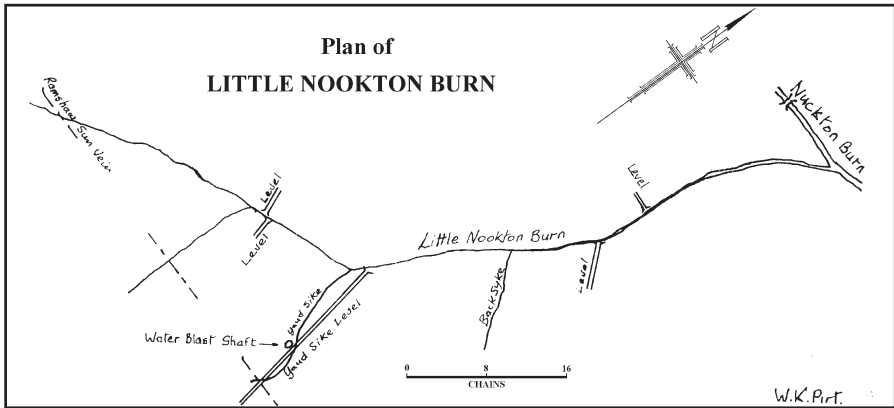 Plan of
LITTLE NOOKTON BURN
N
Ramshaw Sun Vein
Nuckton Burn
Level
Level
Level
Little Nookton Burn
Level
Back Syke
Yaud Sike
Water Blast Shaft
Yaud Sike Level
0 8 16
CHAINS
W.K. Pirt.